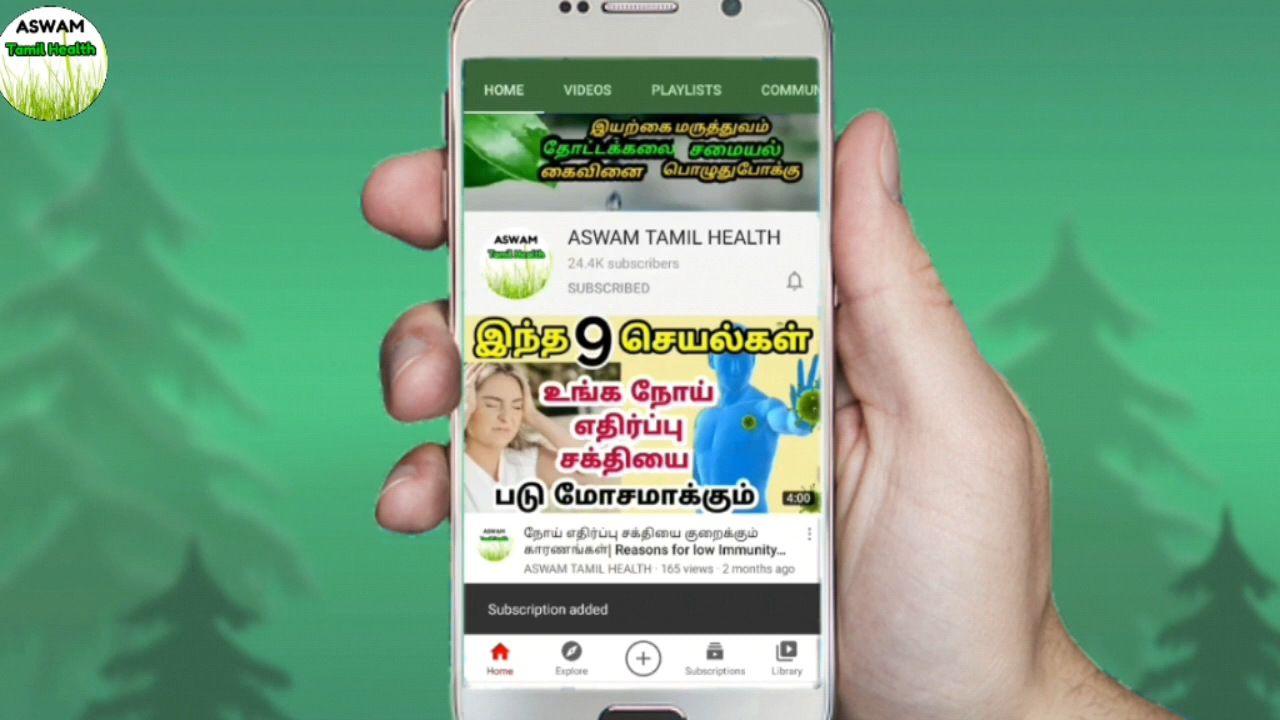 ASWAM
Tamil Health
HOME VIDEOS PLAYLISTS COMMUN
இயற்கை மருத்துவம்
தோட்டக்கலை சமையல்
கைவினை பொழுதுபோக்கு
ASWAM
Tamil Health
ASWAM TAMIL HEALTH
24.4K subscribers
SUBSCRIBED
இந்த 9 செயல்கள்
உங்க நோய்
எதிர்ப்பு
சக்தியை
படு மோசமாக்கும்
4:00
ASWAM
நோய் எதிர்ப்பு சக்தியை குறைக்கும்
காரணங்கள்| Reasons for low Immunity...
ASWAM TAMIL HEALTH · 165 views · 2 months ago
Subscription added
Home Explore Subscriptions Library